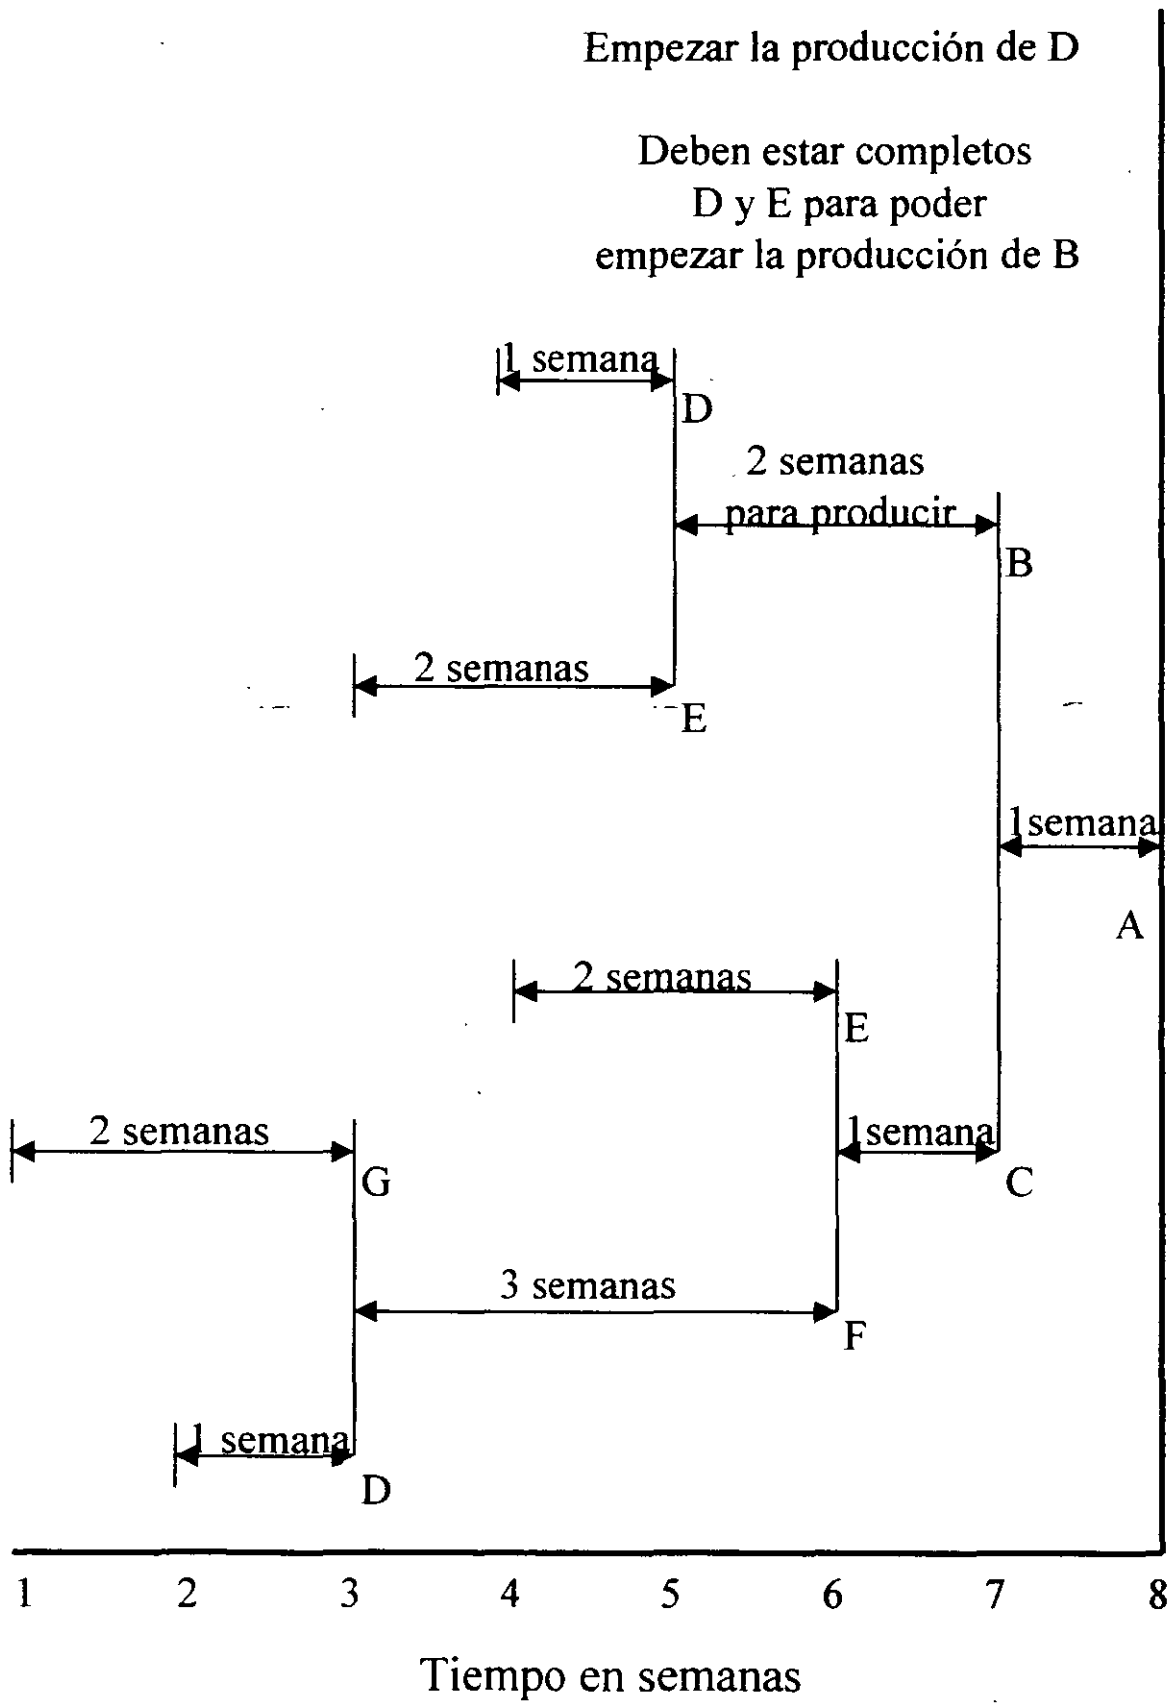 Empezar la producción de D
Deben estar completos
D y E para poder
empezar la producción de B
1 semana
D
2 semanas
para producir
B
2 semanas
E
1semana
A
2 semanas
E
2 semanas
1semana
G
C
3 semanas
F
1 semana
D
1 2 3 4 5 6 7 8
Tiempo en semanas